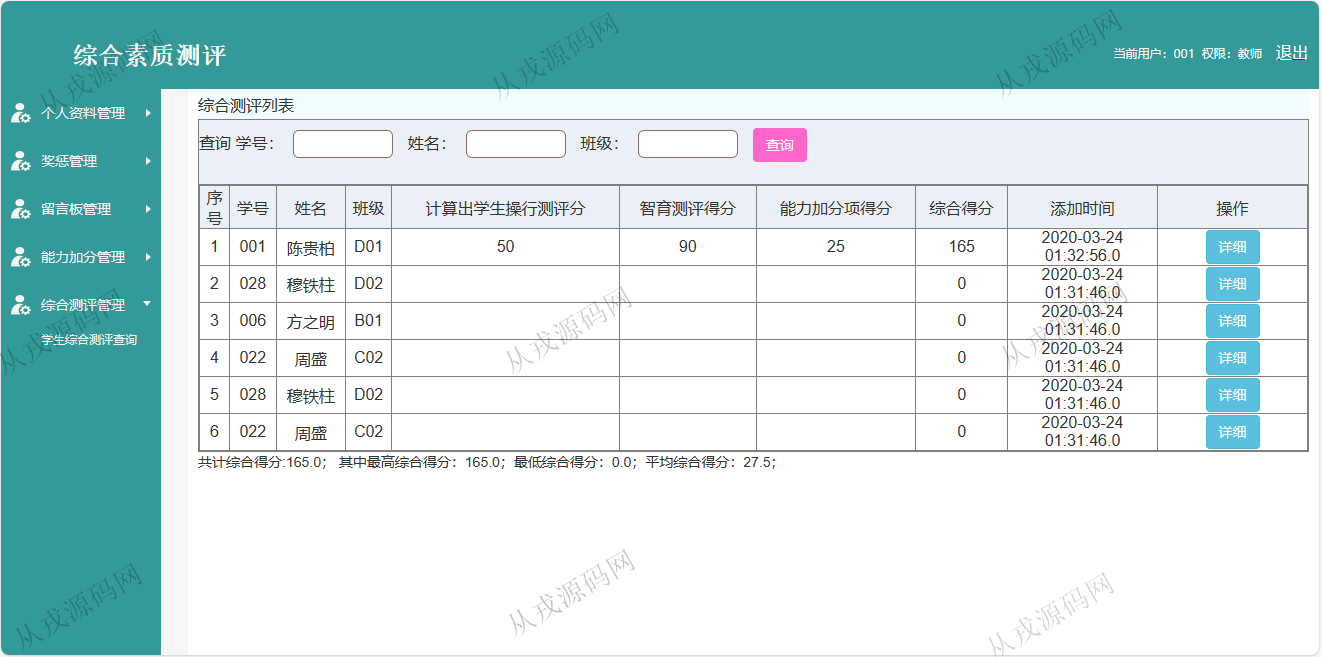 综合素质测评
当前用户：001 权限：教师 退出
个人资料管理
奖惩管理
留言板管理
能力加分管理
综合测评管理
学生综合测评查询
综合测评列表
查询 学号： 姓名： 班级： 查询
序号 学号 姓名 班级 计算出学生操行测评分 智育测评得分 能力加分项得分 综合得分 添加时间 操作
1 001 陈贵柏 D01 50 90 25 165 2020-03-24 01:32:56.0 详细
2 028 穆铁柱 D02 0 2020-03-24 01:31:46.0 详细
3 006 方之明 B01 0 2020-03-24 01:31:46.0 详细
4 022 周盛 C02 0 2020-03-24 01:31:46.0 详细
5 028 穆铁柱 D02 0 2020-03-24 01:31:46.0 详细
6 022 周盛 C02 0 2020-03-24 01:31:46.0 详细
共计综合得分:165.0； 其中最高综合得分：165.0；最低综合得分：0.0；平均综合得分：27.5；
从戎源码网
从戎源码网
从戎源码网
从戎源码网
从戎源码网
从戎源码网
从戎源码网
从戎源码网
从戎源码网